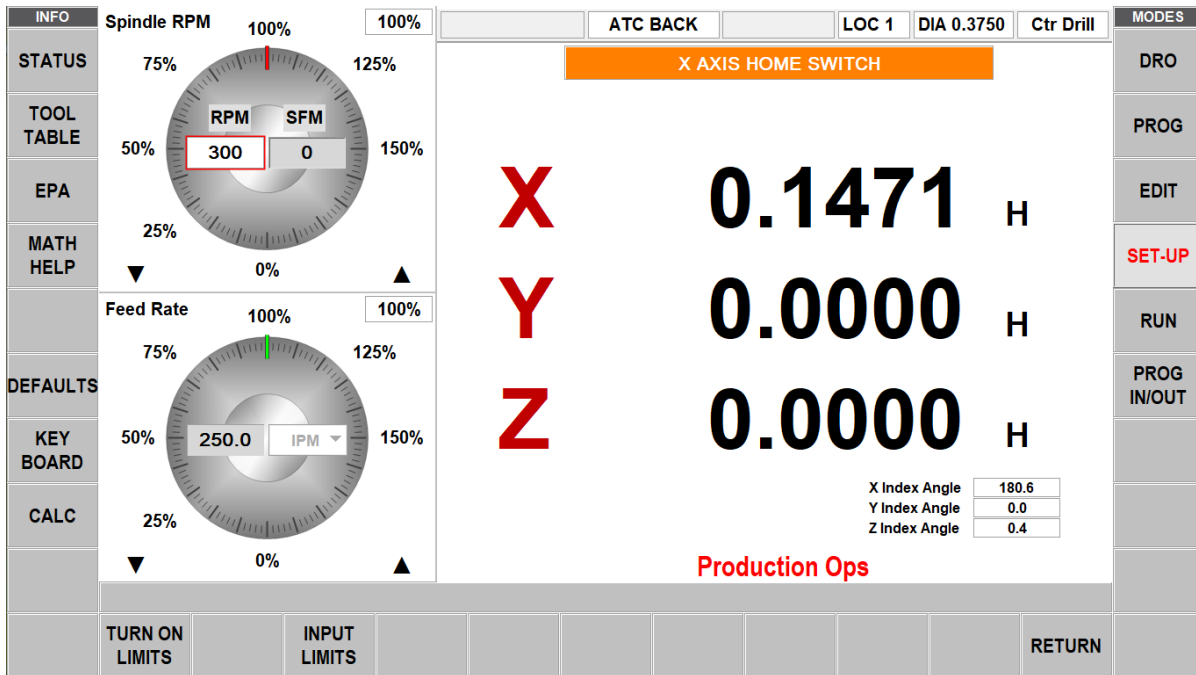 INFO
STATUS
TOOL
TABLE
EPA
MATH
HELP
DEFAULTS
KEY
BOARD
CALC
Spindle RPM
100%
100%
75%
125%
RPM
SFM
50%
300
0
150%
25%
0%
▼
▲
Feed Rate
100%
100%
75%
125%
50%
250.0
IPM
150%
25%
0%
▼
▲
ATC BACK
LOC 1
DIA 0.3750
Ctr Drill
X AXIS HOME SWITCH
X 0.1471 H
Y 0.0000 H
Z 0.0000 H
X Index Angle 180.6
Y Index Angle 0.0
Z Index Angle 0.4
Production Ops
MODES
DRO
PROG
EDIT
SET-UP
RUN
PROG
IN/OUT
TURN ON
LIMITS
INPUT
LIMITS
RETURN